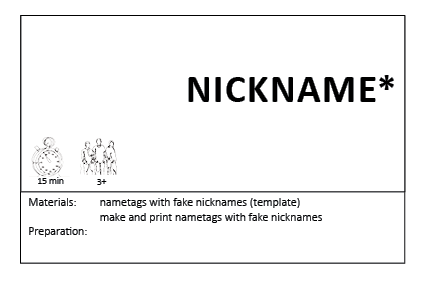 NICKNAME*
15 min
3+
Materials: nametags with fake nicknames (template)
make and print nametags with fake nicknames
Preparation: